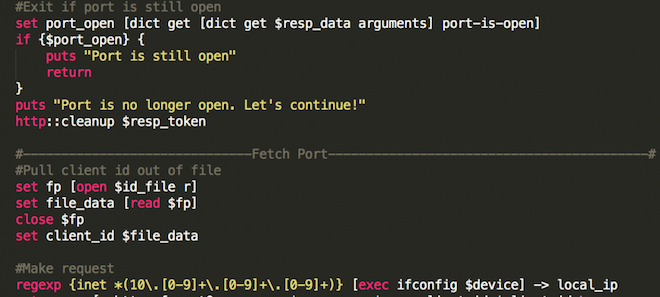 #Exit if port is still open
set port_open [dict get [dict get $resp_data arguments] port-is-open]
if {$port_open} {
puts "Port is still open"
return
}
puts "Port is no longer open. Let's continue!"
http::cleanup $resp_token
#-----------------------------Fetch Port-----------------------------------------#
#Pull client id out of file
set fp [open $id_file r]
set file_data [read $fp]
close $fp
set client_id $file_data
#Make request
regexp {inet *(10\.[0-9]+\.[0-9]+\.[0-9]+)} [exec ifconfig $device] -> local_ip